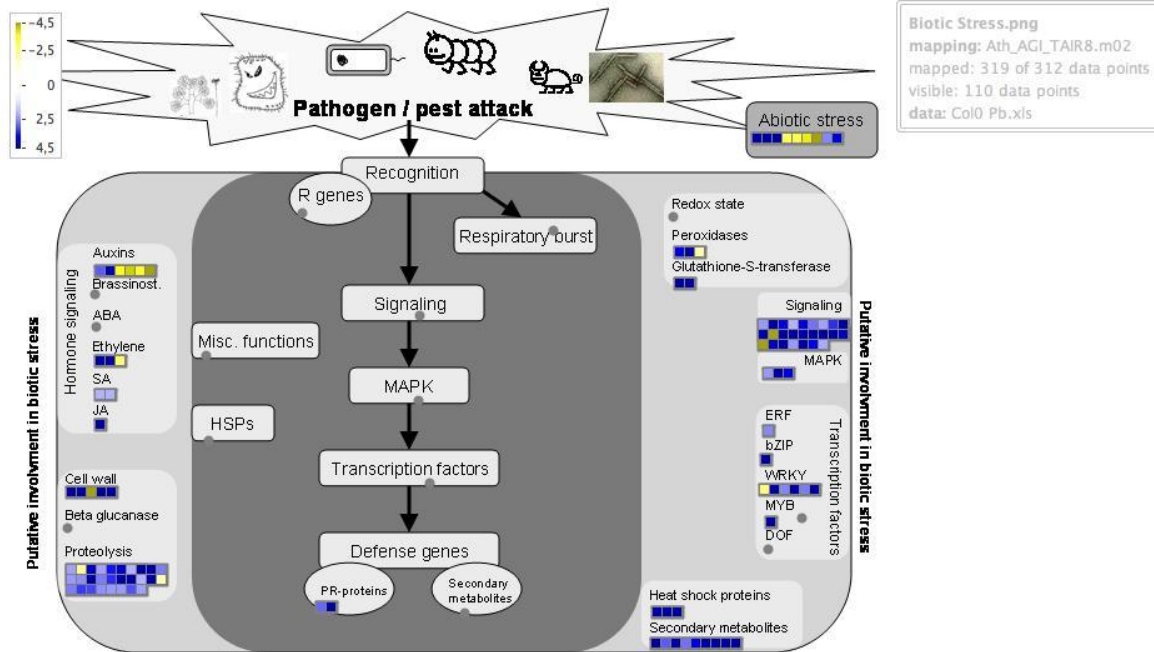 -4,5
-2,5
0
2,5
4,5
Pathogen / pest attack
Biotic Stress.png
mapping: Ath_AGI_TAIR8.m02
mapped: 319 of 312 data points
visible: 110 data points
data: Col0 Pb.xls
Abiotic stress
Recognition
R genes
Respiratory burst
Signaling
Misc. functions
MAPK
HSPs
Transcription factors
Defense genes
PR-proteins
Secondary
metabolites
Putative involvment in biotic stress
Hormone signaling
Auxins
Brassinost.
ABA
Ethylene
SA
JA
Cell wall
Beta glucanase
Proteolysis
Redox state
Peroxidases
Glutathione-S-transferase
Signaling
MAPK
ERF
bZIP
WRKY
MYB
DOF
Transcription factors
Putative involvment in biotic stress
Heat shock proteins
Secondary metabolites